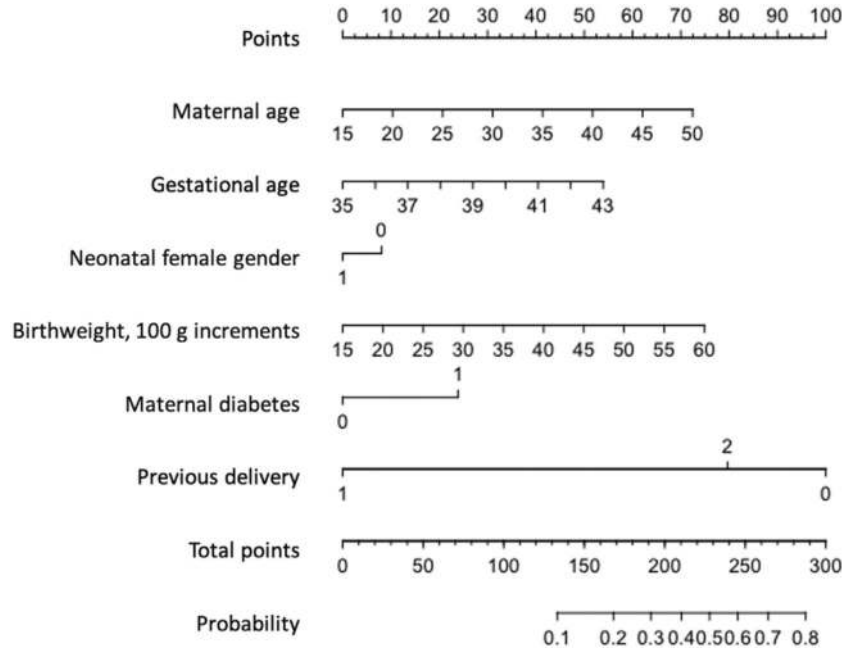 0 10 20 30 40 50 60 70 80 90 100
Points
Maternal age
15 20 25 30 35 40 45 50
Gestational age
35 37 39 41 43
0
Neonatal female gender
1
Birthweight, 100 g increments
15 20 25 30 35 40 45 50 55 60
1
Maternal diabetes
0
2
Previous delivery
1 0
Total points
0 50 100 150 200 250 300
Probability
0.1 0.2 0.3 0.4 0.5 0.6 0.7 0.8